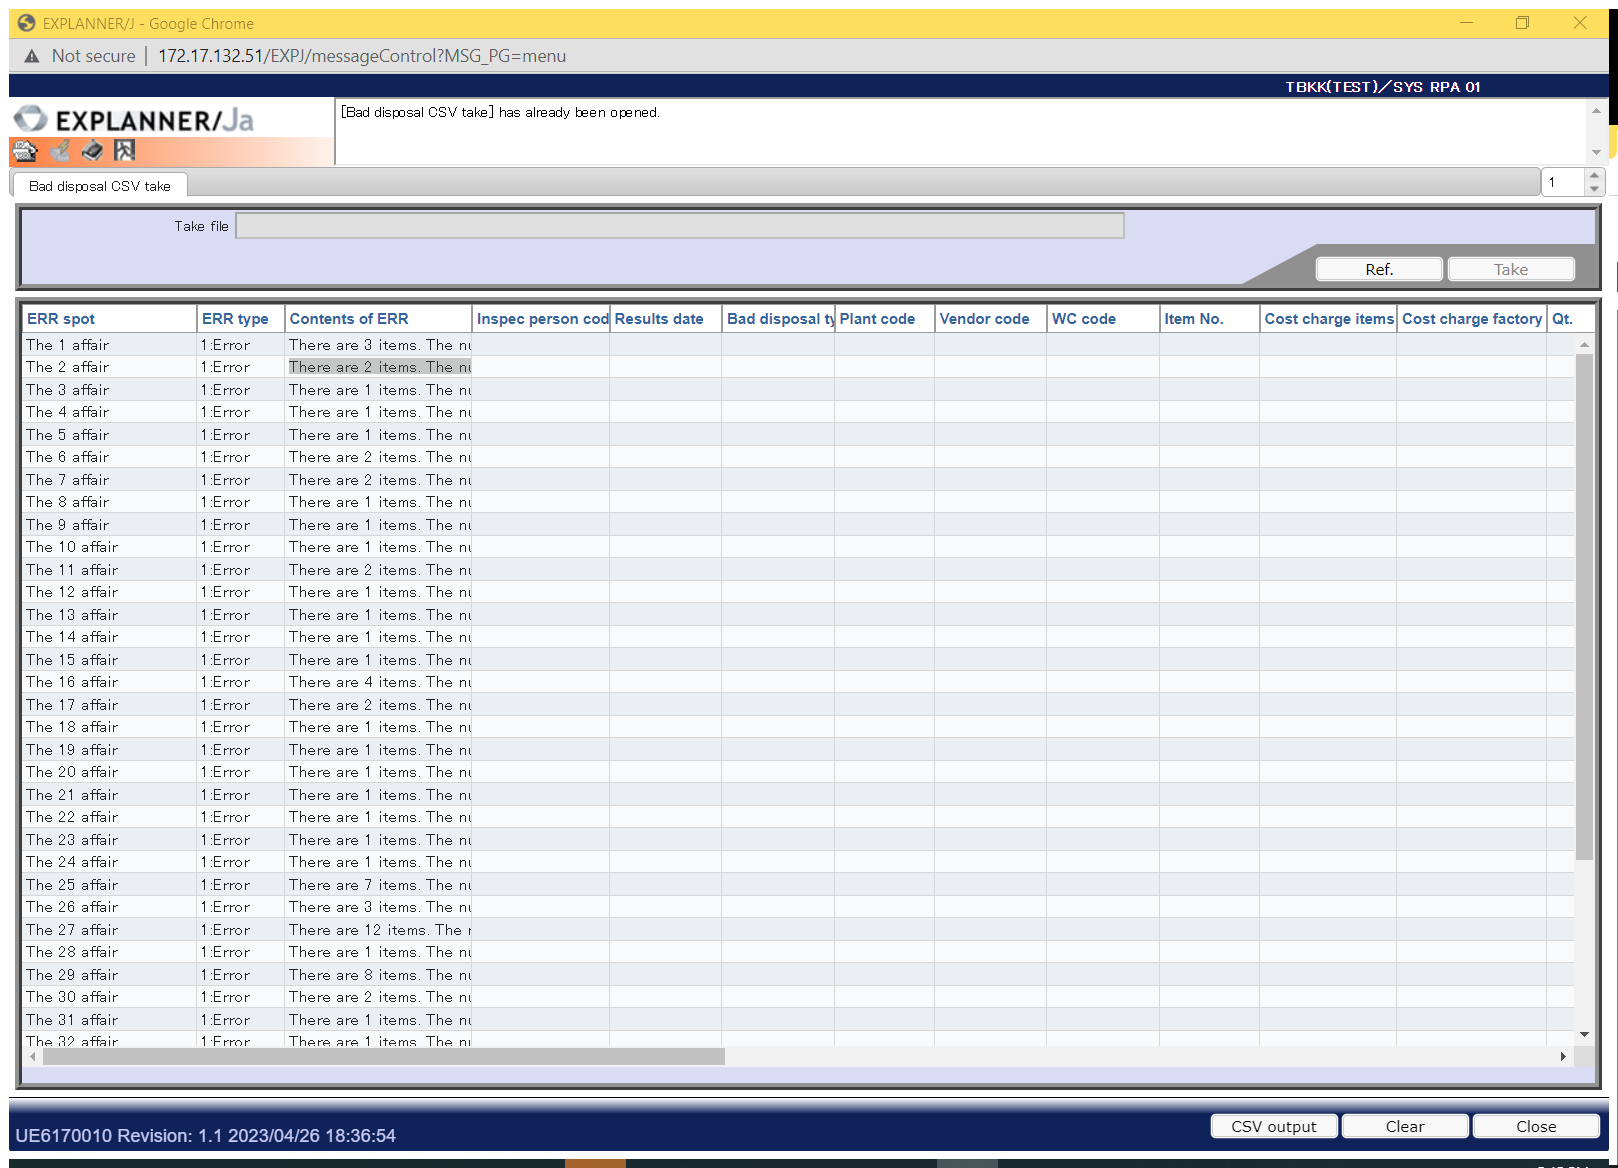 EXPLANNER/J - Google Chrome
Not secure | 172.17.132.51/EXPJ/messageControl?MSG_PG=menu
TBKK(TEST)／SYS RPA 01
EXPLANNER/Ja
[Bad disposal CSV take] has already been opened.
Bad disposal CSV take
1
Take file
Ref.
Take
ERR spot ERR type Contents of ERR Inspec person cod Results date Bad disposal ty Plant code Vendor code WC code Item No. Cost charge items Cost charge factory Qt.
The 1 affair 1:Error There are 3 items. The nu
The 2 affair 1:Error There are 2 items. The nu
The 3 affair 1:Error There are 1 items. The nu
The 4 affair 1:Error There are 1 items. The nu
The 5 affair 1:Error There are 1 items. The nu
The 6 affair 1:Error There are 2 items. The nu
The 7 affair 1:Error There are 2 items. The nu
The 8 affair 1:Error There are 1 items. The nu
The 9 affair 1:Error There are 1 items. The nu
The 10 affair 1:Error There are 1 items. The nu
The 11 affair 1:Error There are 2 items. The nu
The 12 affair 1:Error There are 1 items. The nu
The 13 affair 1:Error There are 1 items. The nu
The 14 affair 1:Error There are 1 items. The nu
The 15 affair 1:Error There are 1 items. The nu
The 16 affair 1:Error There are 4 items. The nu
The 17 affair 1:Error There are 2 items. The nu
The 18 affair 1:Error There are 1 items. The nu
The 19 affair 1:Error There are 1 items. The nu
The 20 affair 1:Error There are 1 items. The nu
The 21 affair 1:Error There are 1 items. The nu
The 22 affair 1:Error There are 1 items. The nu
The 23 affair 1:Error There are 1 items. The nu
The 24 affair 1:Error There are 1 items. The nu
The 25 affair 1:Error There are 7 items. The nu
The 26 affair 1:Error There are 3 items. The nu
The 27 affair 1:Error There are 12 items. The n
The 28 affair 1:Error There are 1 items. The nu
The 29 affair 1:Error There are 8 items. The nu
The 30 affair 1:Error There are 2 items. The nu
The 31 affair 1:Error There are 1 items. The nu
The 32 affair 1:Error There are 1 items. The nu
UE6170010 Revision: 1.1 2023/04/26 18:36:54
CSV output
Clear
Close